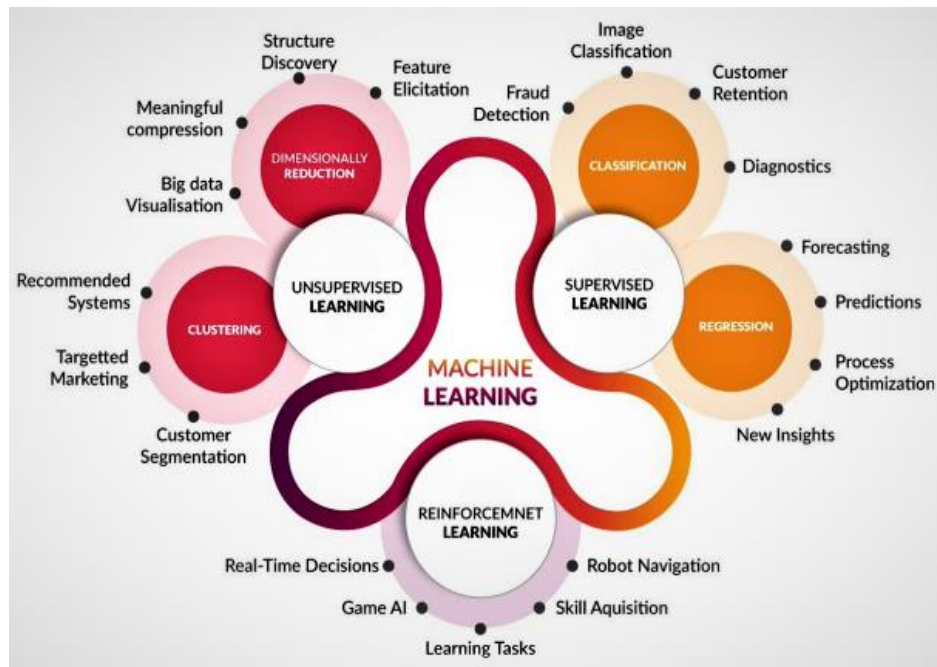 Structure
Discovery
Feature
Elicitation
Meaningful
compression
DIMENSIONALLY
REDUCTION
Big data
Visualisation
Recommended
Systems
CLUSTERING
Targetted
Marketing
Customer
Segmentation
UNSUPERVISED
LEARNING
MACHINE
LEARNING
Image
Classification
Customer
Retention
Fraud
Detection
CLASSIFICATION
Diagnostics
SUPERVISED
LEARNING
Forecasting
Predictions
REGRESSION
Process
Optimization
New Insights
REINFORCEMNET
LEARNING
Real-Time Decisions
Robot Navigation
Game AI
Skill Aquisition
Learning Tasks